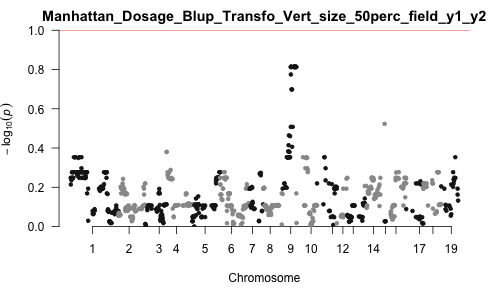 Manhattan_Dosage_Blup_Transfo_Vert_size_50perc_field_y1_y2
1.0
0.8
0.6
0.4
0.2
0.0
− log10(p)
1 2 3 4 5 6 7 8 9 10 12 14 17 19
Chromosome